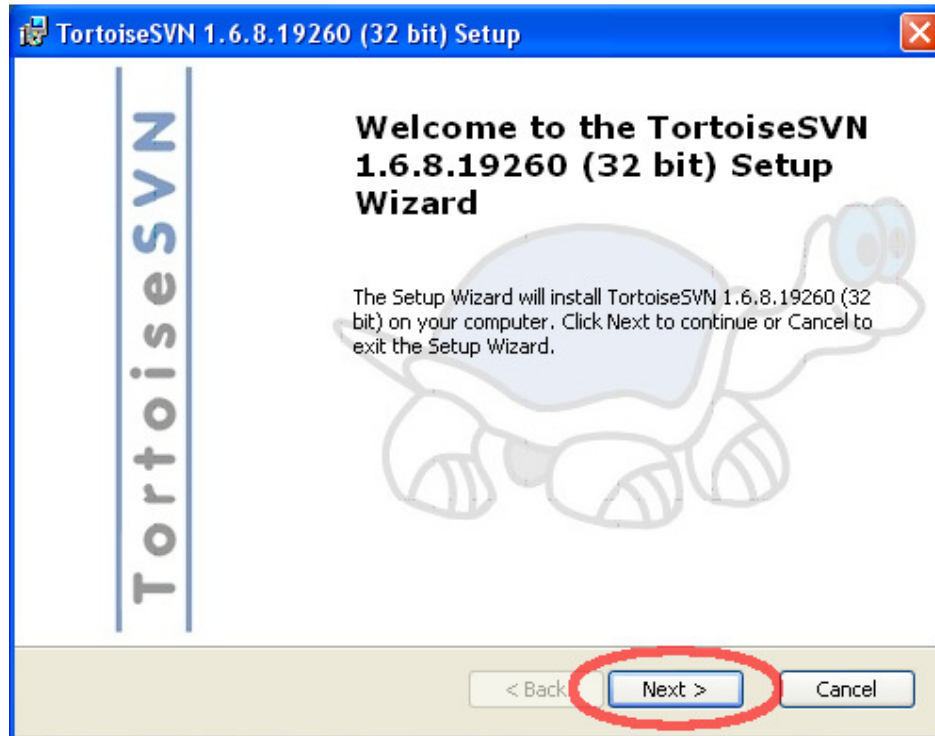 TortoiseSVN 1.6.8.19260 (32 bit) Setup
TortoiseSVN
Welcome to the TortoiseSVN
1.6.8.19260 (32 bit) Setup
Wizard
The Setup Wizard will install TortoiseSVN 1.6.8.19260 (32
bit) on your computer. Click Next to continue or Cancel to
exit the Setup Wizard.
< Back
Next >
Cancel